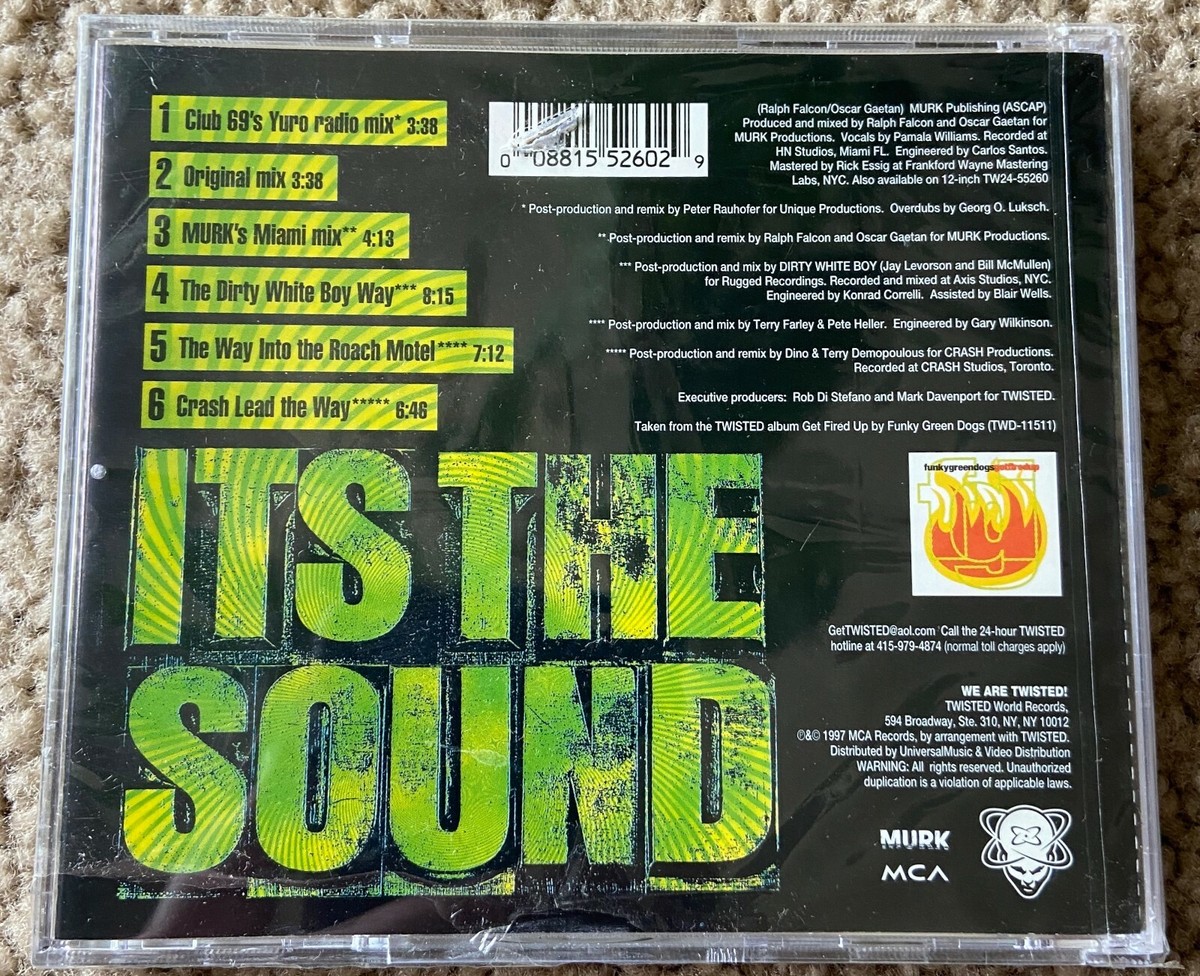 1 Club 69's Yuro radio mix* 3:38
2 Original mix 3:38
3 MURK's Miami mix** 4:13
4 The Dirty White Boy Way*** 8:15
5 The Way Into the Roach Motel**** 7:12
6 Crash Lead the Way***** 6:46
0 08815 52602 9
(Ralph Falcon/Oscar Gaetan) MURK Publishing (ASCAP)
Produced and mixed by Ralph Falcon and Oscar Gaetan for
MURK Productions. Vocals by Pamala Williams. Recorded at
HN Studios, Miami FL. Engineered by Carlos Santos.
Mastered by Rick Essig at Frankford Wayne Mastering
Labs, NYC. Also available on 12-inch TW24-55260
* Post-production and remix by Peter Rauhofer for Unique Productions. Overdubs by Georg O. Luksch.
** Post-production and remix by Ralph Falcon and Oscar Gaetan for MURK Productions.
*** Post-production and mix by DIRTY WHITE BOY (Jay Levorson and Bill McMullen)
for Rugged Recordings. Recorded and mixed at Axis Studios, NYC.
Engineered by Konrad Correlli. Assisted by Blair Wells.
**** Post-production and mix by Terry Farley & Pete Heller. Engineered by Gary Wilkinson.
***** Post-production and remix by Dino & Terry Demopoulous for CRASH Productions.
Recorded at CRASH Studios, Toronto.
Executive producers: Rob Di Stefano and Mark Davenport for TWISTED.
Taken from the TWISTED album Get Fired Up by Funky Green Dogs (TWD-11511)
ITS THE
SOUND
funkygreendogsgetfiredup
GetTWISTED@aol.com Call the 24-hour TWISTED
hotline at 415-979-4874 (normal toll charges apply)
WE ARE TWISTED!
TWISTED World Records,
594 Broadway, Ste. 310, NY, NY 10012
℗&© 1997 MCA Records, by arrangement with TWISTED.
Distributed by UniversalMusic & Video Distribution
WARNING: All rights reserved. Unauthorized
duplication is a violation of applicable laws.
MURK
MCA